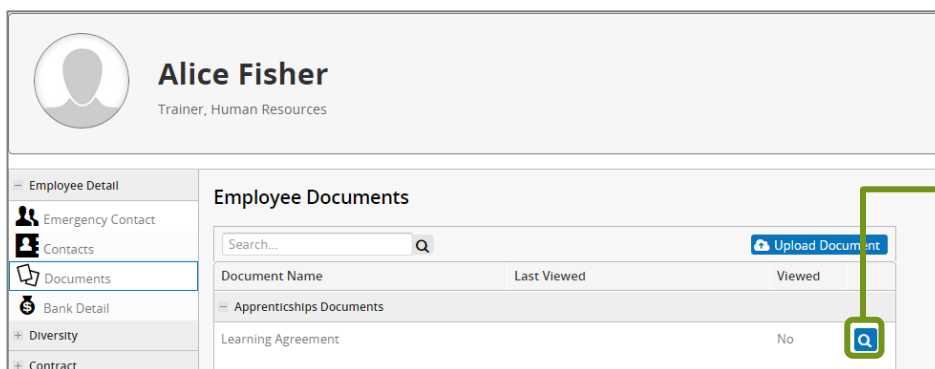 Alice Fisher
Trainer, Human Resources
Employee Detail
Emergency Contact
Contacts
Documents
Bank Detail
Diversity
Contract
Employee Documents
Search...
Upload Document
Document Name Last Viewed Viewed
Apprenticships Documents
Learning Agreement No